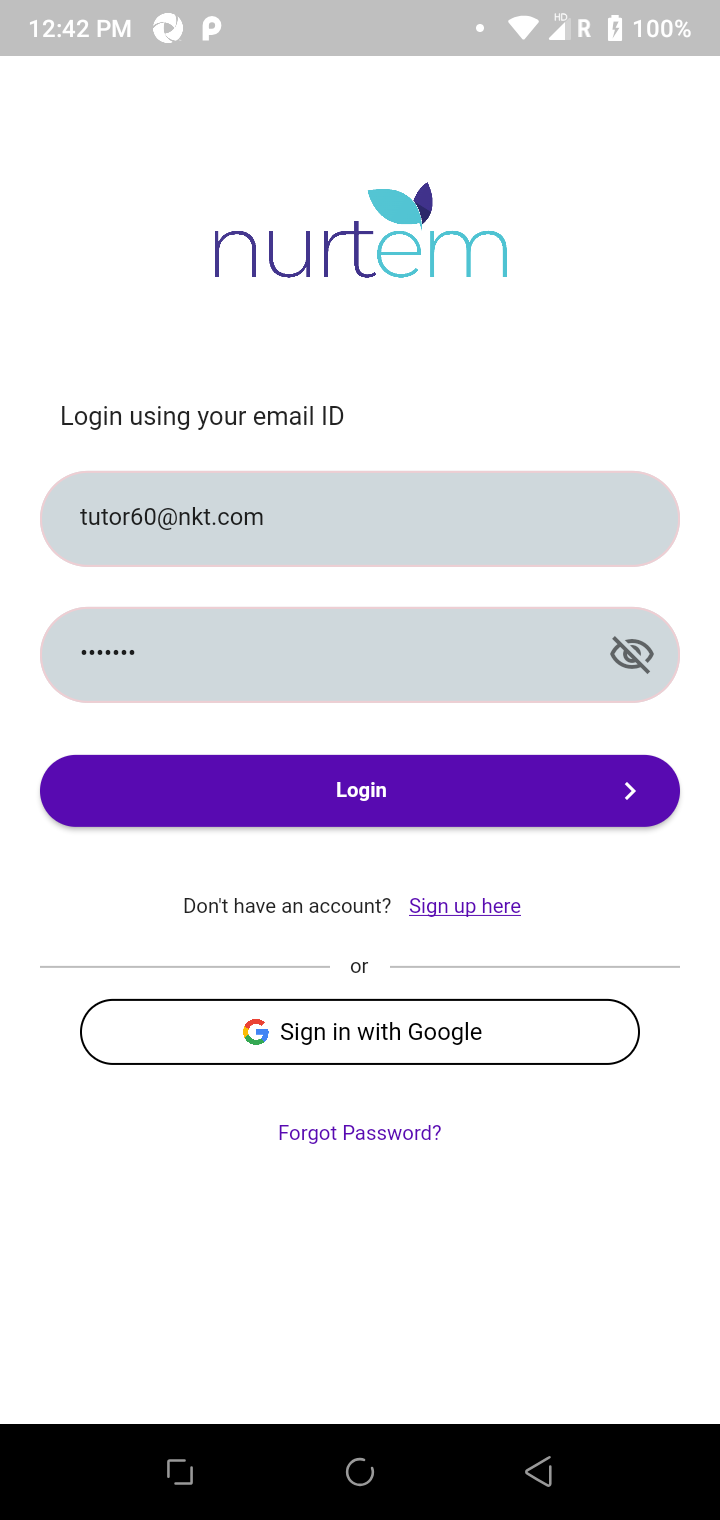 12:42 PM HD R 100%
nurtem
Login using your email ID
tutor60@nkt.com
•••••••
Login
Don't have an account? Sign up here
or
Sign in with Google
Forgot Password?